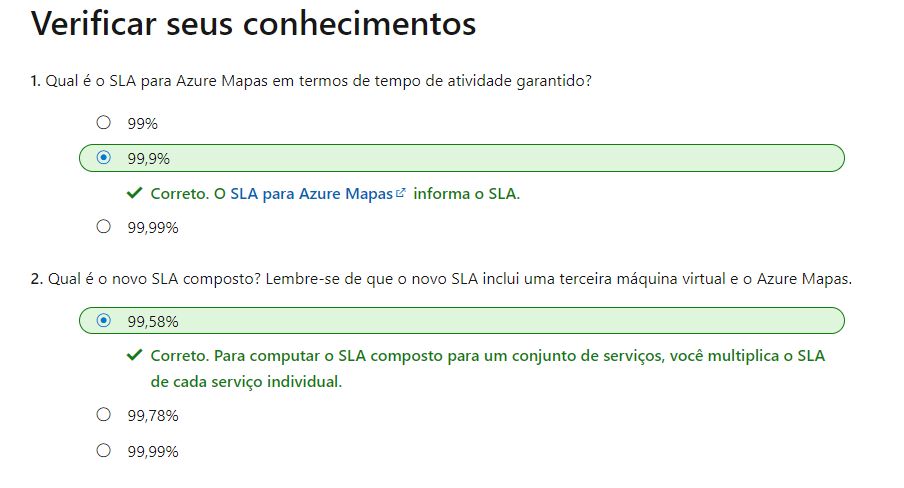 Verificar seus conhecimentos
1. Qual é o SLA para Azure Mapas em termos de tempo de atividade garantido?
99%
99,9%
Correto. O SLA para Azure Mapas informa o SLA.
99,99%
2. Qual é o novo SLA composto? Lembre-se de que o novo SLA inclui uma terceira máquina virtual e o Azure Mapas.
99,58%
Correto. Para computar o SLA composto para um conjunto de serviços, você multiplica o SLA
de cada serviço individual.
99,78%
99,99%